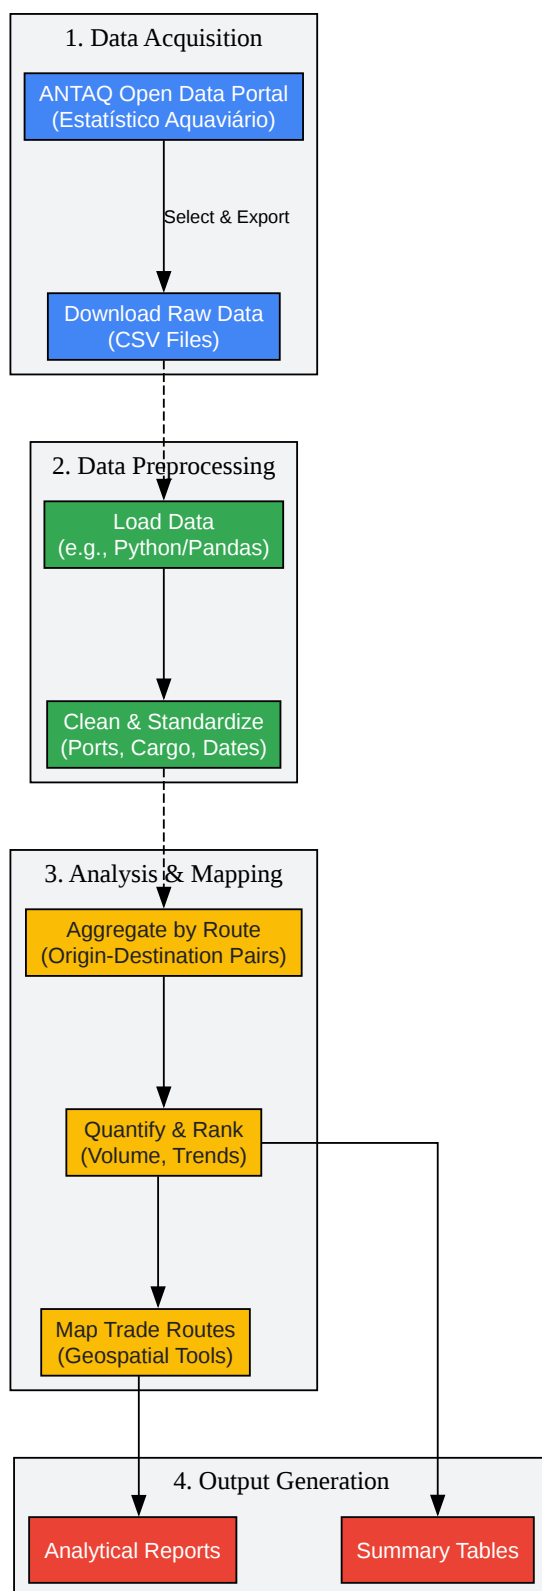 1. Data Acquisition
ANTAQ Open Data Portal
(Estatístico Aquaviário)
Select & Export
Download Raw Data
(CSV Files)
2. Data Preprocessing
Load Data
(e.g., Python/Pandas)
Clean & Standardize
(Ports, Cargo, Dates)
3. Analysis & Mapping
Aggregate by Route
(Origin-Destination Pairs)
Quantify & Rank
(Volume, Trends)
Map Trade Routes
(Geospatial Tools)
4. Output Generation
Analytical Reports
Summary Tables